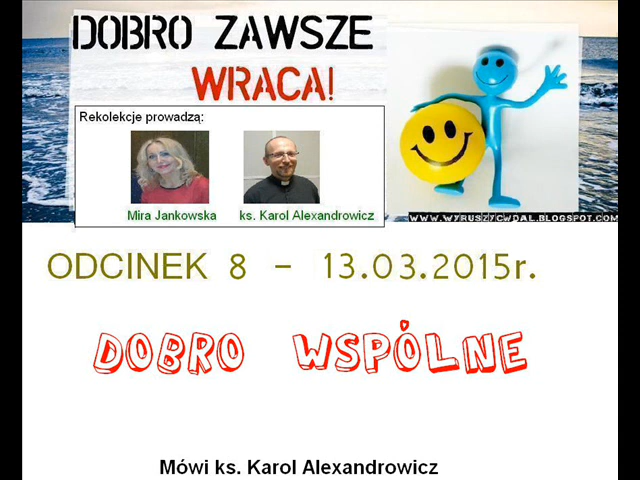 DOBRO ZAWSZE
WRACA!
Rekolekcje prowadzą:
Mira Jankowska ks. Karol Alexandrowicz
WWW.WYRUSZYCWDAL.BLOGSPOT.COM
ODCINEK 8 - 13.03.2015r.
DOBRO WSPÓLNE
Mówi ks. Karol Alexandrowicz